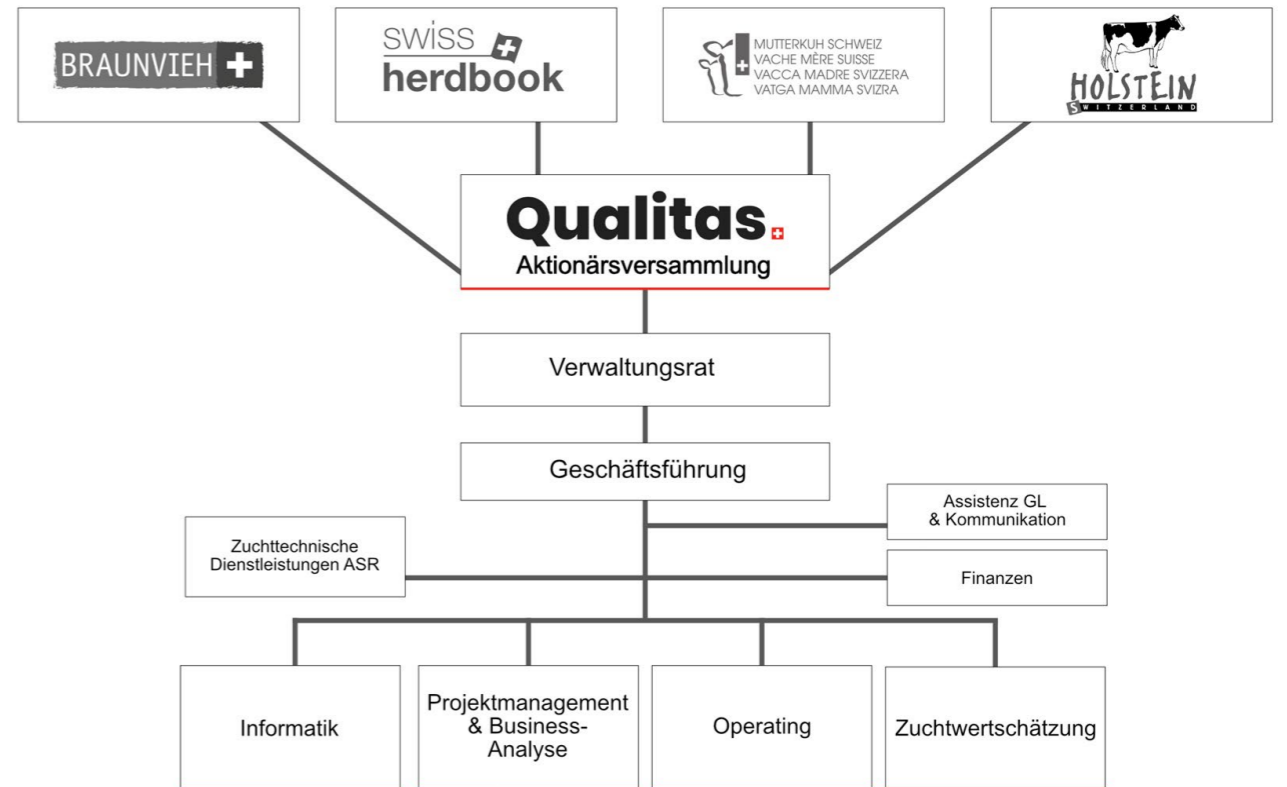 BRAUNVIEH
swiss
herdbook
MUTTERKUH SCHWEIZ
VACHE MÈRE SUISSE
VACCA MADRE SVIZZERA
VATGA MAMMA SVIZRA
HOLSTEIN
SWITZERLAND
Qualitas.
Aktionärsversammlung
Verwaltungsrat
Geschäftsführung
Assistenz GL
& Kommunikation
Zuchttechnische
Dienstleistungen ASR
Finanzen
Informatik
Projektmanagement
& Business-
Analyse
Operating
Zuchtwertschätzung